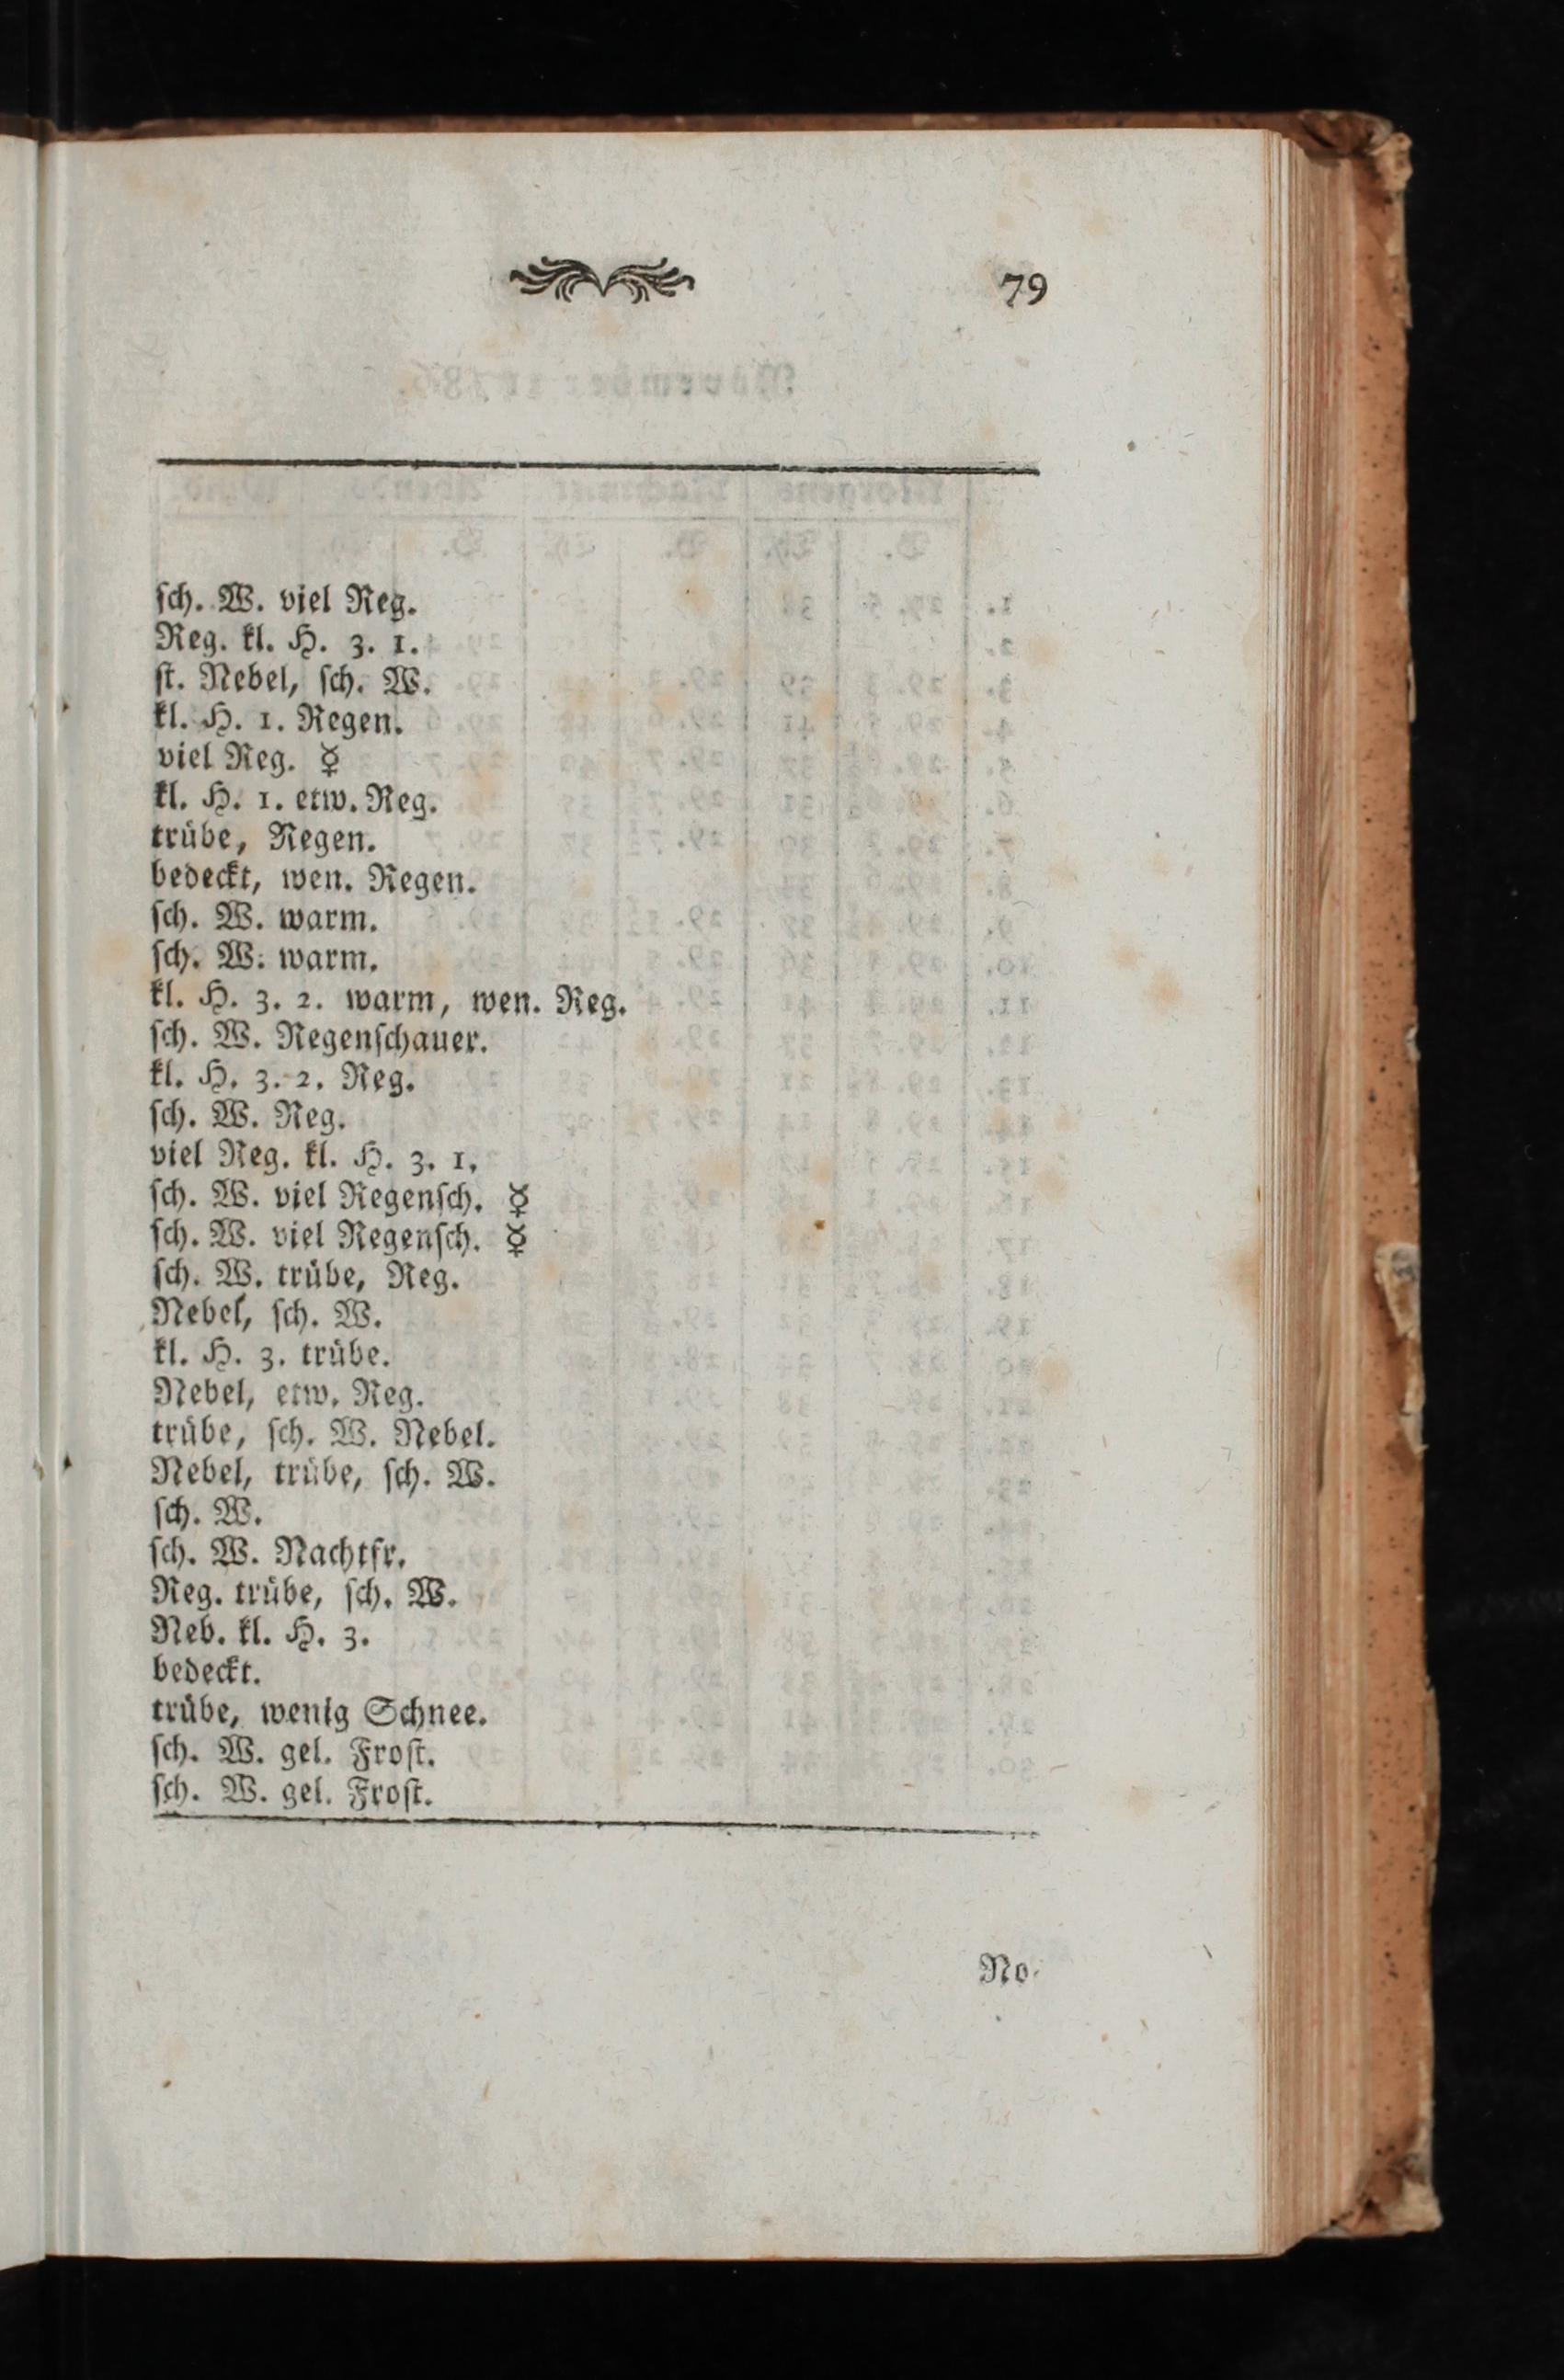 79
ſch. W. viel Reg.
Reg. kl. H. 3. 1.
ſt. Nebel, ſch. W.
kl. H. 1. Regen.
viel Reg. ☿
kl. H. 1. etw. Reg.
trübe, Regen.
bedeckt, wen. Regen.
ſch. W. warm.
ſch. W. warm.
kl. H. 3. 2. warm, wen. Reg.
ſch. W. Regenſchauer.
kl. H. 3. 2. Reg.
ſch. W. Reg.
viel Reg. kl. H. 3. 1.
ſch. W. viel Regenſch. ☿
ſch. W. viel Regenſch. ☿
ſch. W. trübe, Reg.
Nebel, ſch. W.
kl. H. 3. trübe.
Nebel, etw. Reg.
trübe, ſch. W. Nebel.
Nebel, trübe, ſch. W.
ſch. W.
ſch. W. Nachtfr.
Reg. trübe, ſch. W.
Neb. kl. H. 3.
bedeckt.
trübe, wenig Schnee.
ſch. W. gel. Froſt.
ſch. W. gel. Froſt.
No-